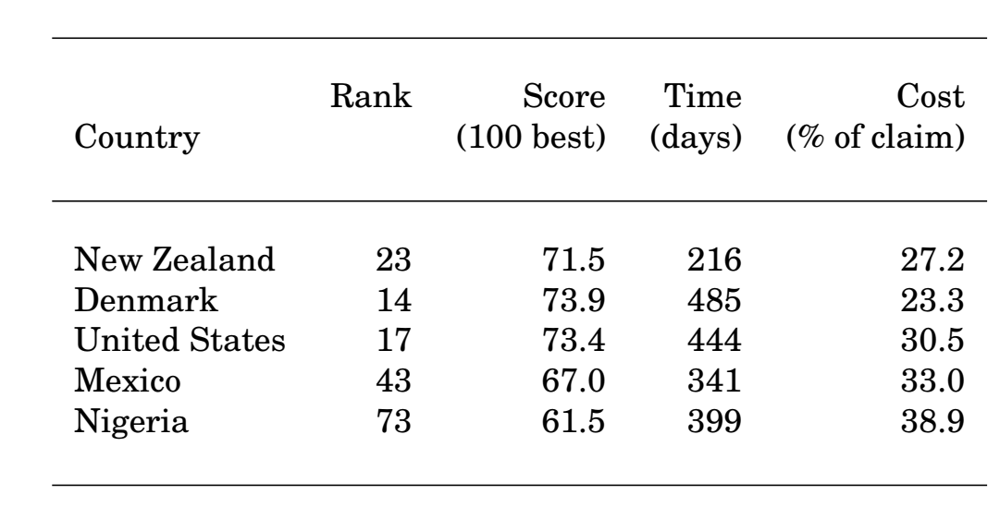 Rank Score Time Cost
Country (100 best) (days) (% of claim)
New Zealand 23 71.5 216 27.2
Denmark 14 73.9 485 23.3
United States 17 73.4 444 30.5
Mexico 43 67.0 341 33.0
Nigeria 73 61.5 399 38.9